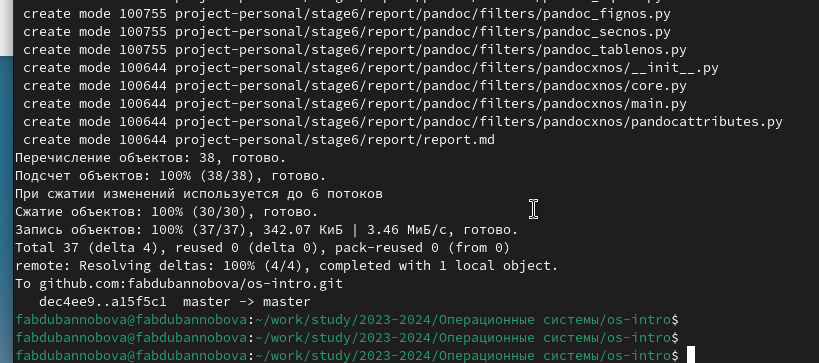 create mode 100755 project-personal/stage6/report/pandoc/filters/pandoc_fignos.py
create mode 100755 project-personal/stage6/report/pandoc/filters/pandoc_secnos.py
create mode 100755 project-personal/stage6/report/pandoc/filters/pandoc_tablenos.py
create mode 100644 project-personal/stage6/report/pandoc/filters/pandocxnos/__init__.py
create mode 100644 project-personal/stage6/report/pandoc/filters/pandocxnos/core.py
create mode 100644 project-personal/stage6/report/pandoc/filters/pandocxnos/main.py
create mode 100644 project-personal/stage6/report/pandoc/filters/pandocxnos/pandocattributes.py
create mode 100644 project-personal/stage6/report/report.md
Перечисление объектов: 38, готово.
Подсчет объектов: 100% (38/38), готово.
При сжатии изменений используется до 6 потоков
Сжатие объектов: 100% (30/30), готово.
Запись объектов: 100% (37/37), 342.07 КиБ | 3.46 МиБ/с, готово.
Total 37 (delta 4), reused 0 (delta 0), pack-reused 0 (from 0)
remote: Resolving deltas: 100% (4/4), completed with 1 local object.
To github.com:fabdubannobova/os-intro.git
dec4ee9..a15f5c1  master -> master
fabdubannobova@fabdubannobova:~/work/study/2023-2024/Операционные системы/os-intro$
fabdubannobova@fabdubannobova:~/work/study/2023-2024/Операционные системы/os-intro$
fabdubannobova@fabdubannobova:~/work/study/2023-2024/Операционные системы/os-intro$